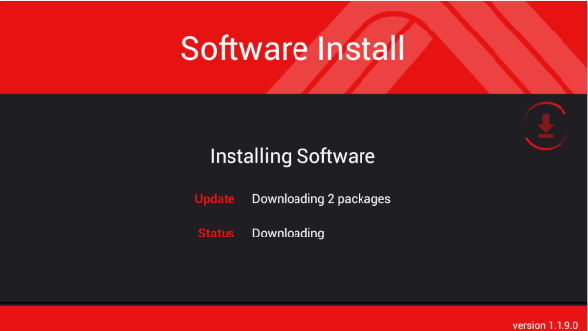 Software Install
Installing Software
Update Downloading 2 packages
Status Downloading
version 1.1.9.0